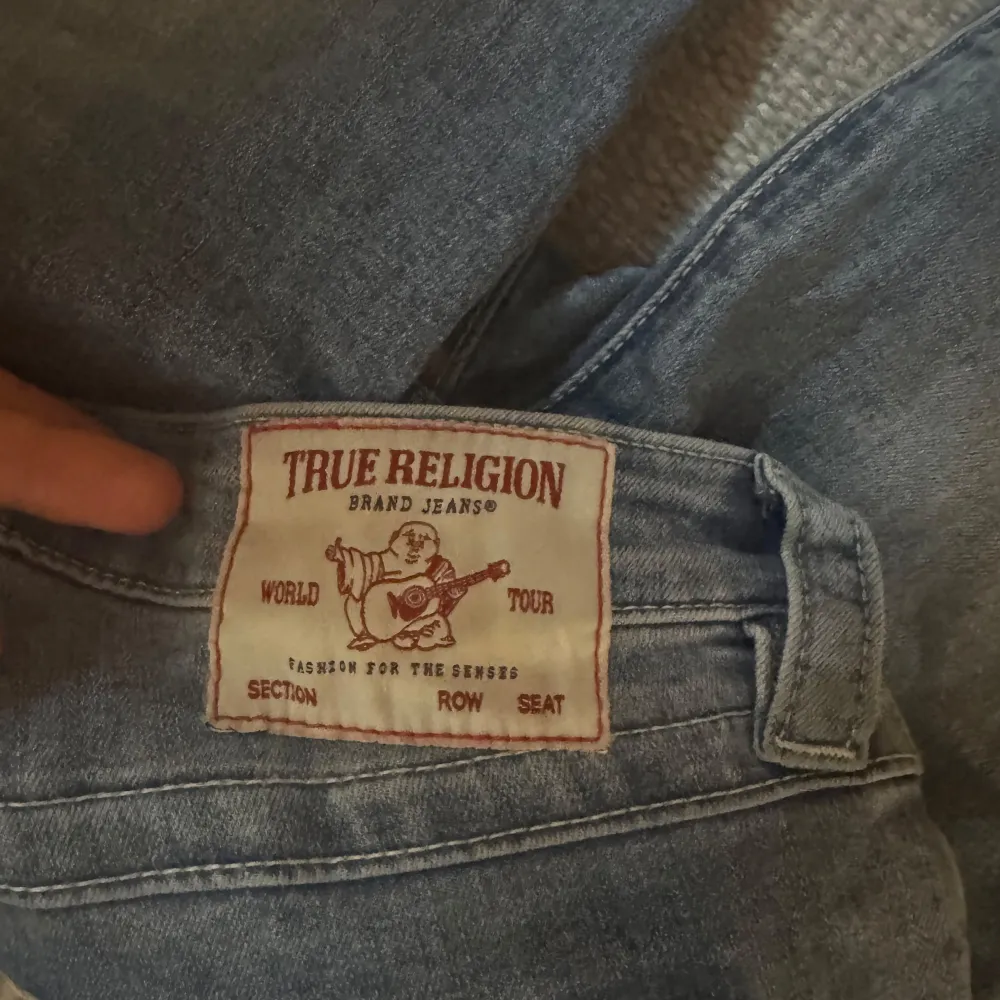 TRUE RELIGION
BRAND JEANS®
WORLD TOUR
FASHION FOR THE SENSES
SECTION ROW SEAT